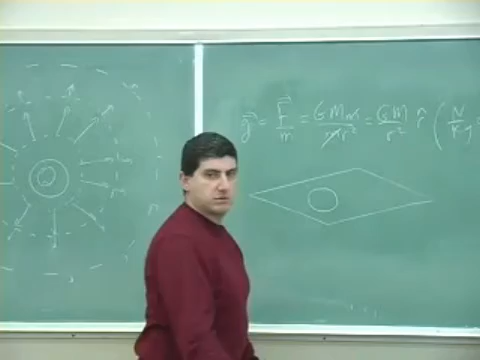 g⃗ = F⃗/m = GMm/mr² = GM/r² r̂ (N/Kg =